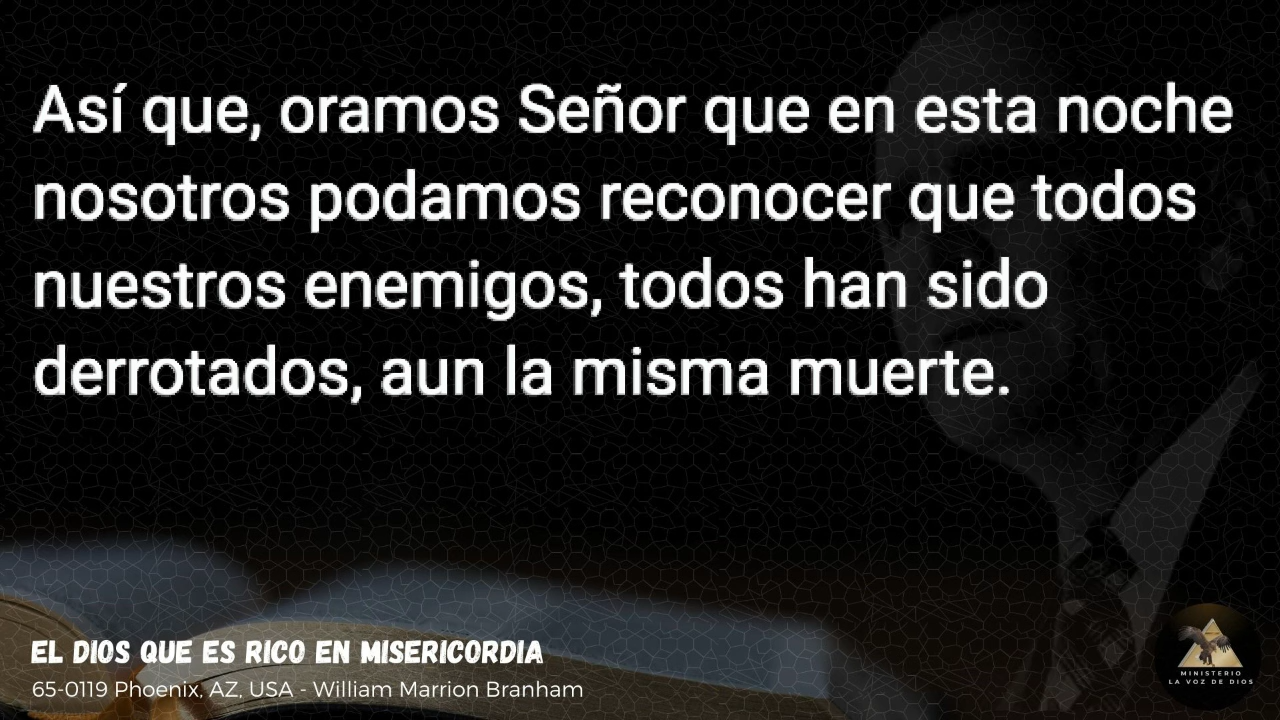 Así que, oramos Señor que en esta noche
nosotros podamos reconocer que todos
nuestros enemigos, todos han sido
derrotados, aun la misma muerte.
EL DIOS QUE ES RICO EN MISERICORDIA
65-0119 Phoenix, AZ, USA - William Marrion Branham
MINISTERIO
LA VOZ DE DIOS